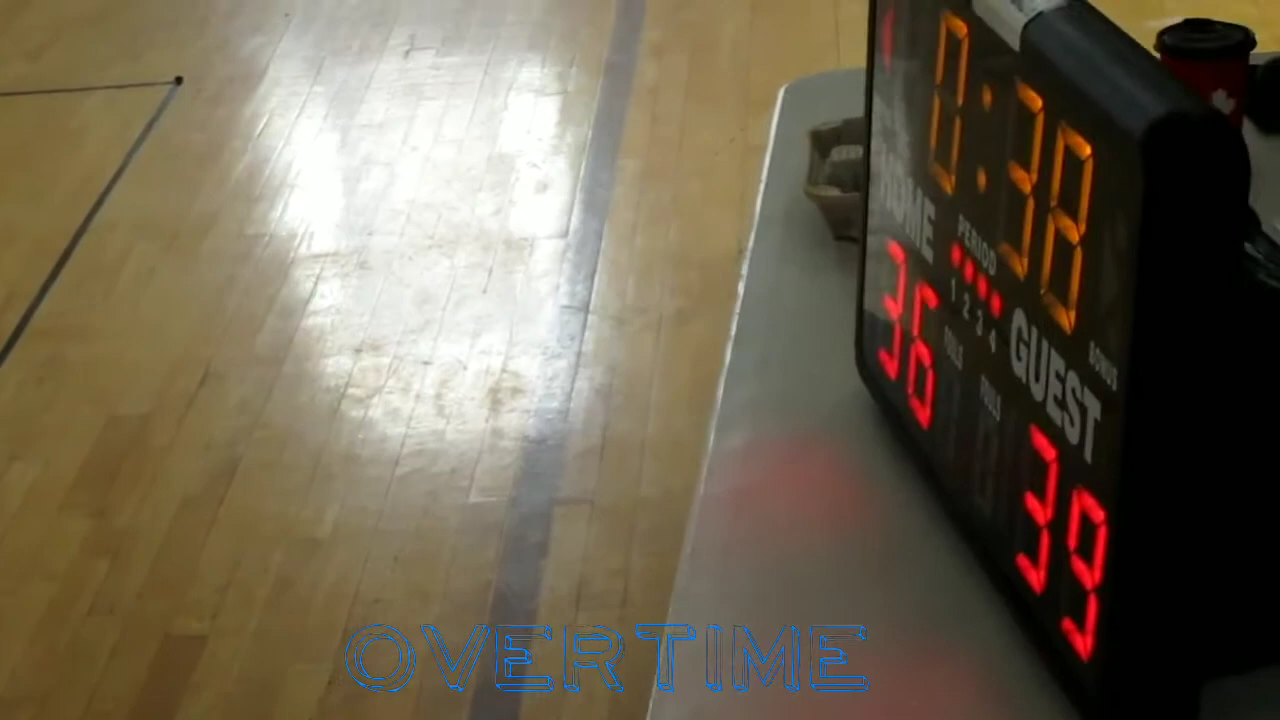 0:38
HOME
PERIOD
36
1 2 3 4
GUEST
BONUS
FOULS
FOULS
39
OVERTIME